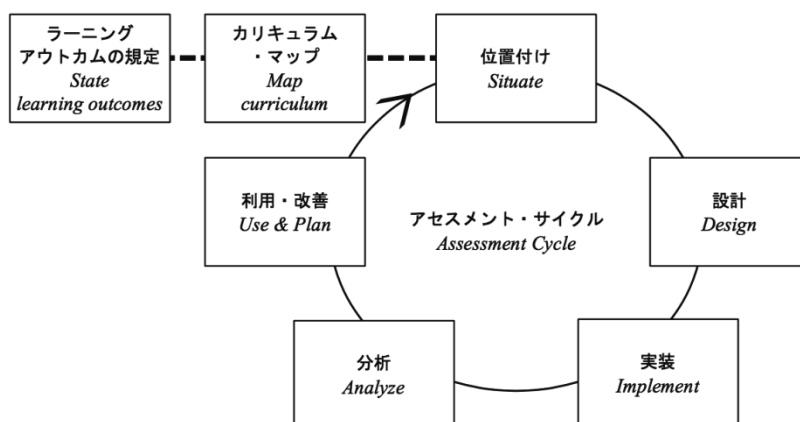 ラーニング
アウトカムの規定
State
learning outcomes
カリキュラム
・マップ
Map
curriculum
位置付け
Situate
利用・改善
Use & Plan
アセスメント・サイクル
Assessment Cycle
設計
Design
分析
Analyze
実装
Implement